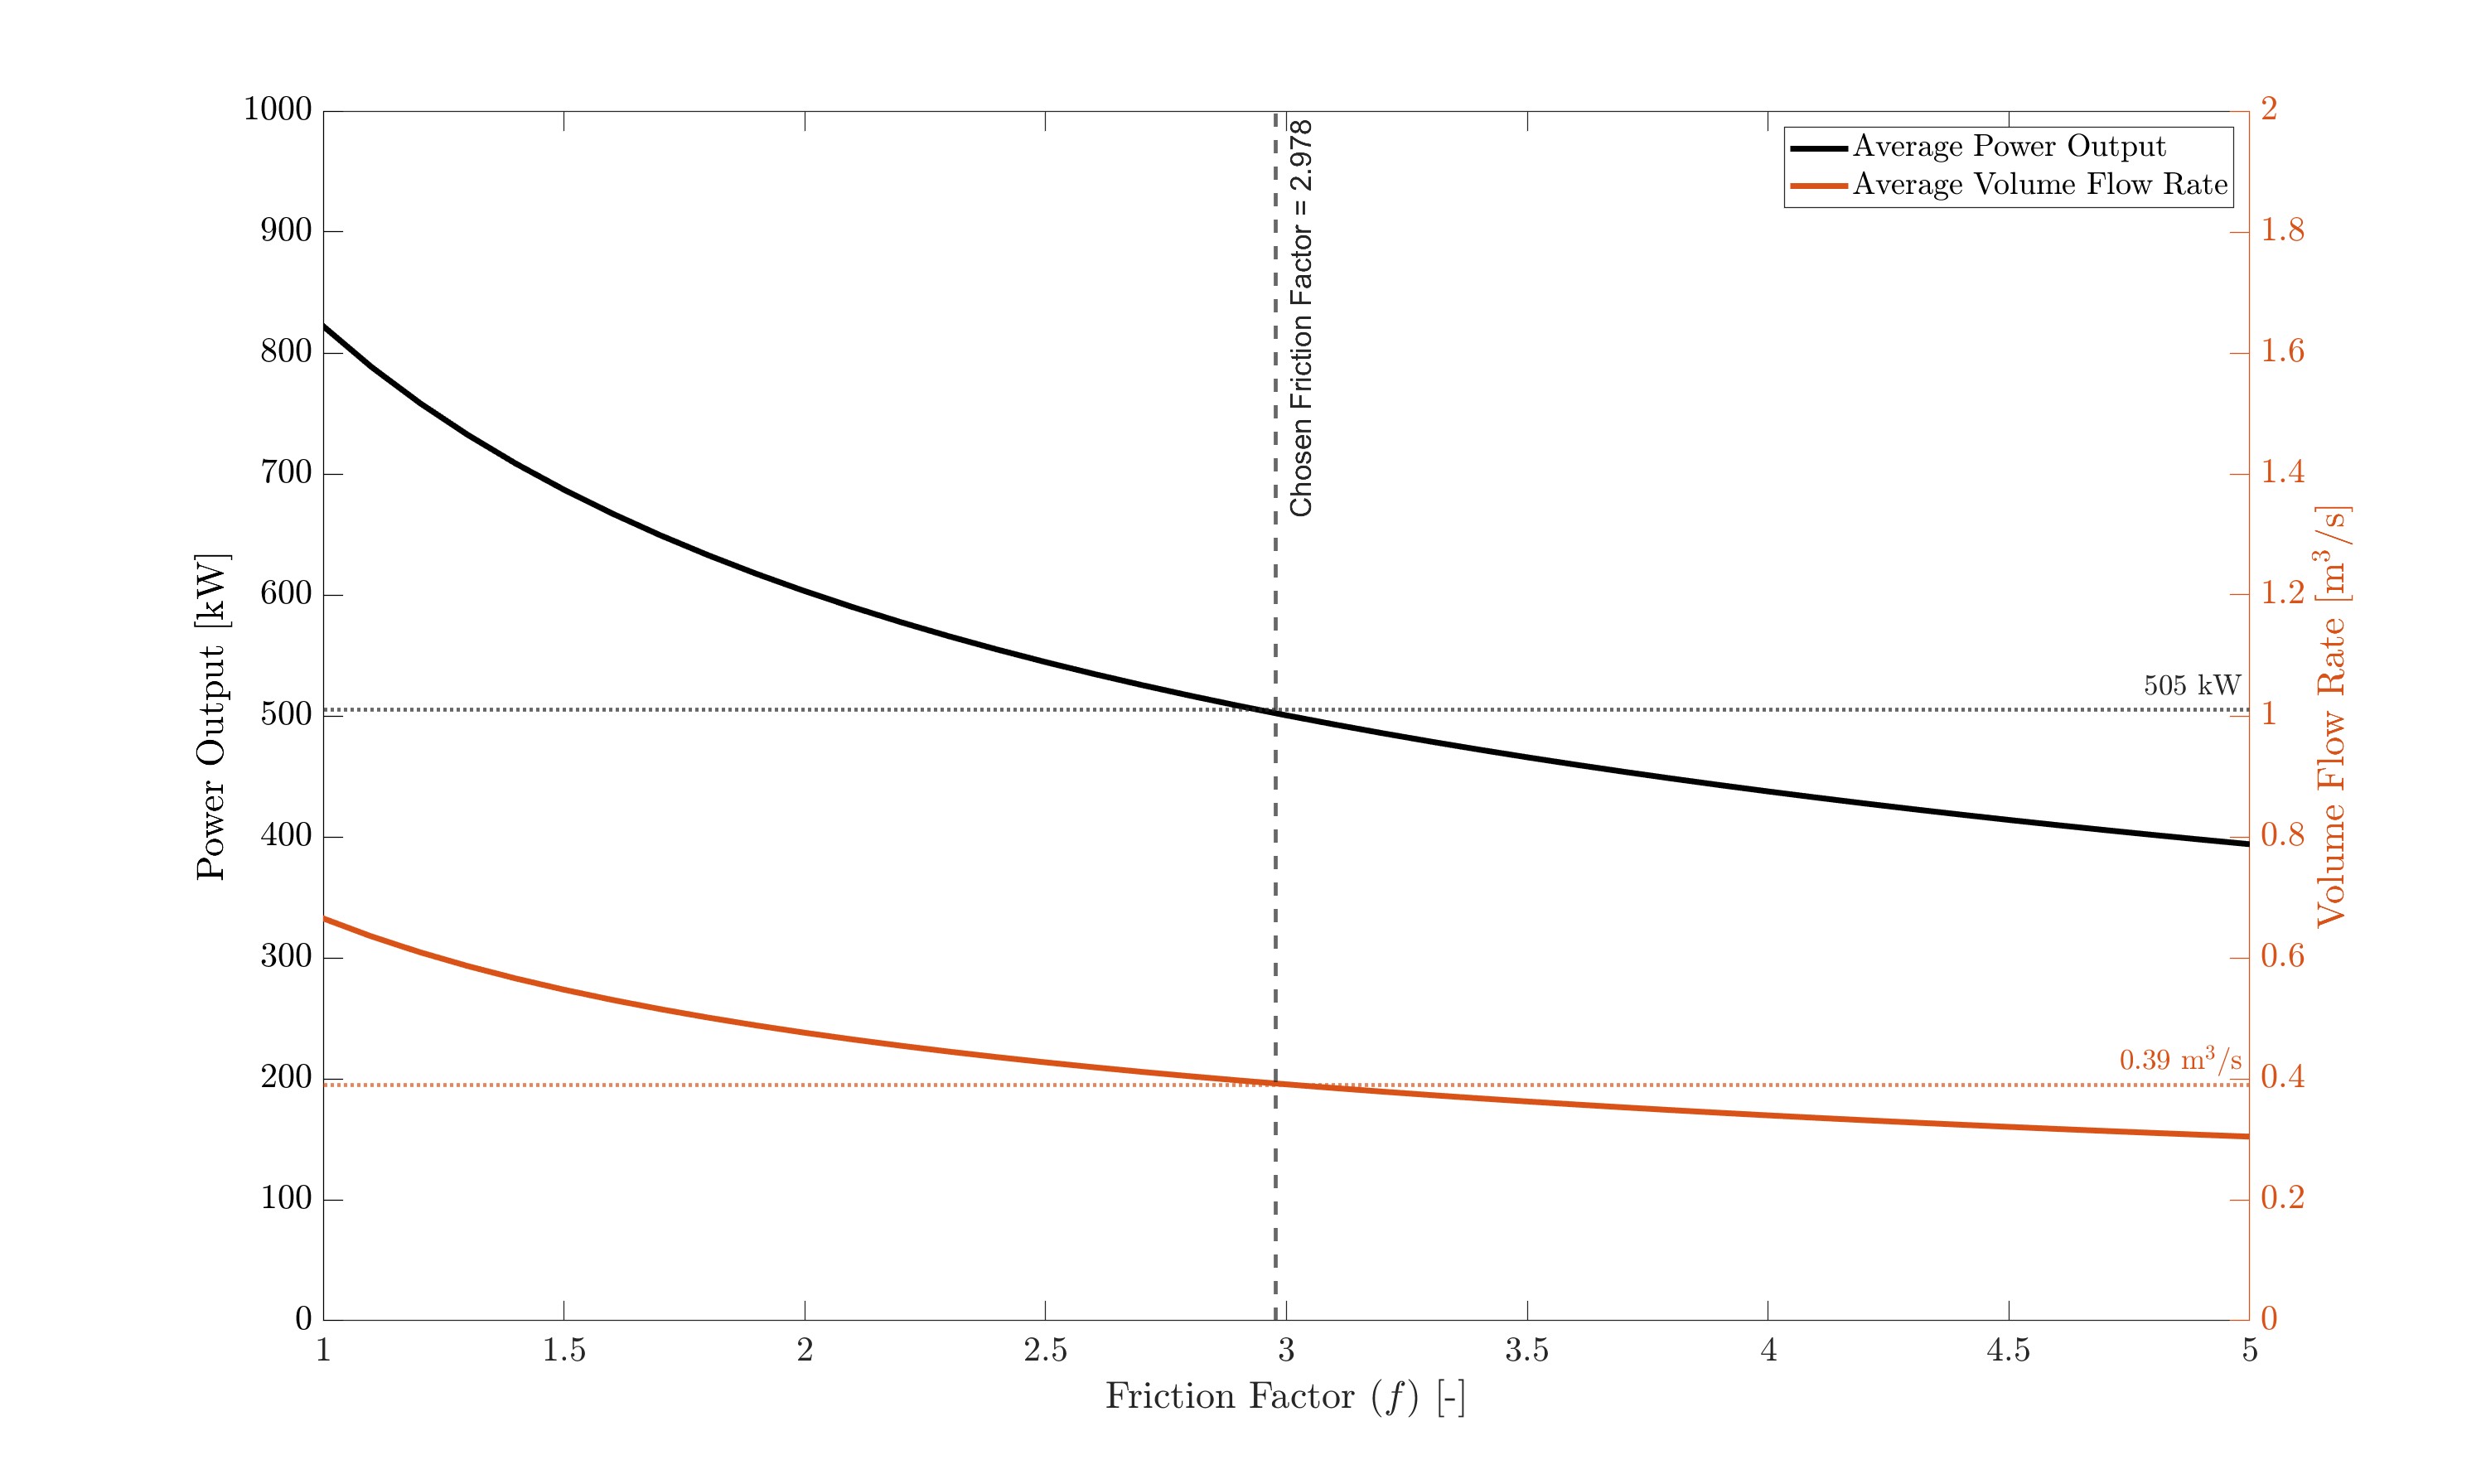 Average Power Output
Average Volume Flow Rate
Chosen Friction Factor = 2.978
1000
900
800
700
600
500
400
300
200
100
0
Power Output [kW]
2
1.8
1.6
1.4
1.2
1
0.8
0.6
0.4
0.2
0
Volume Flow Rate [m³/s]
505 kW
0.39 m³/s
1 1.5 2 2.5 3 3.5 4 4.5 5
Friction Factor (f) [-]